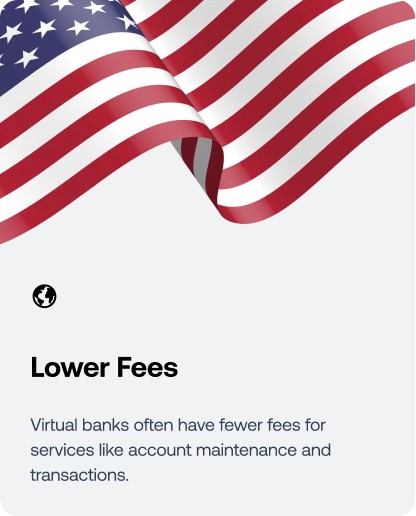 Lower Fees
Virtual banks often have fewer fees for
services like account maintenance and
transactions.